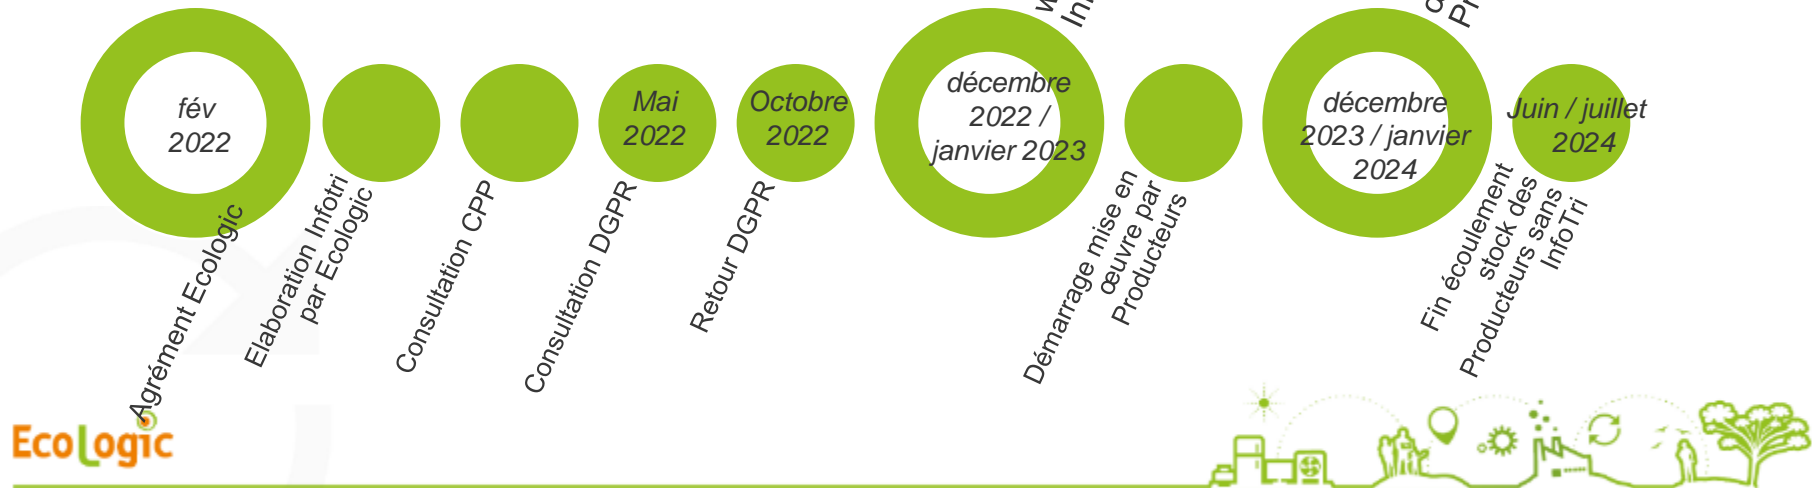 fév
2022
Agrément Ecologic
Elaboration Infotri
par Ecologic
Consultation CPP
Mai
2022
Consultation DGPR
Octobre
2022
Retour DGPR
décembre
2022 /
janvier 2023
Démarrage mise en
œuvre par
Producteurs
décembre
2023 / janvier
2024
Juin / juillet
2024
Fin écoulement
stock des
Producteurs sans
InfoTri
EcoLogic